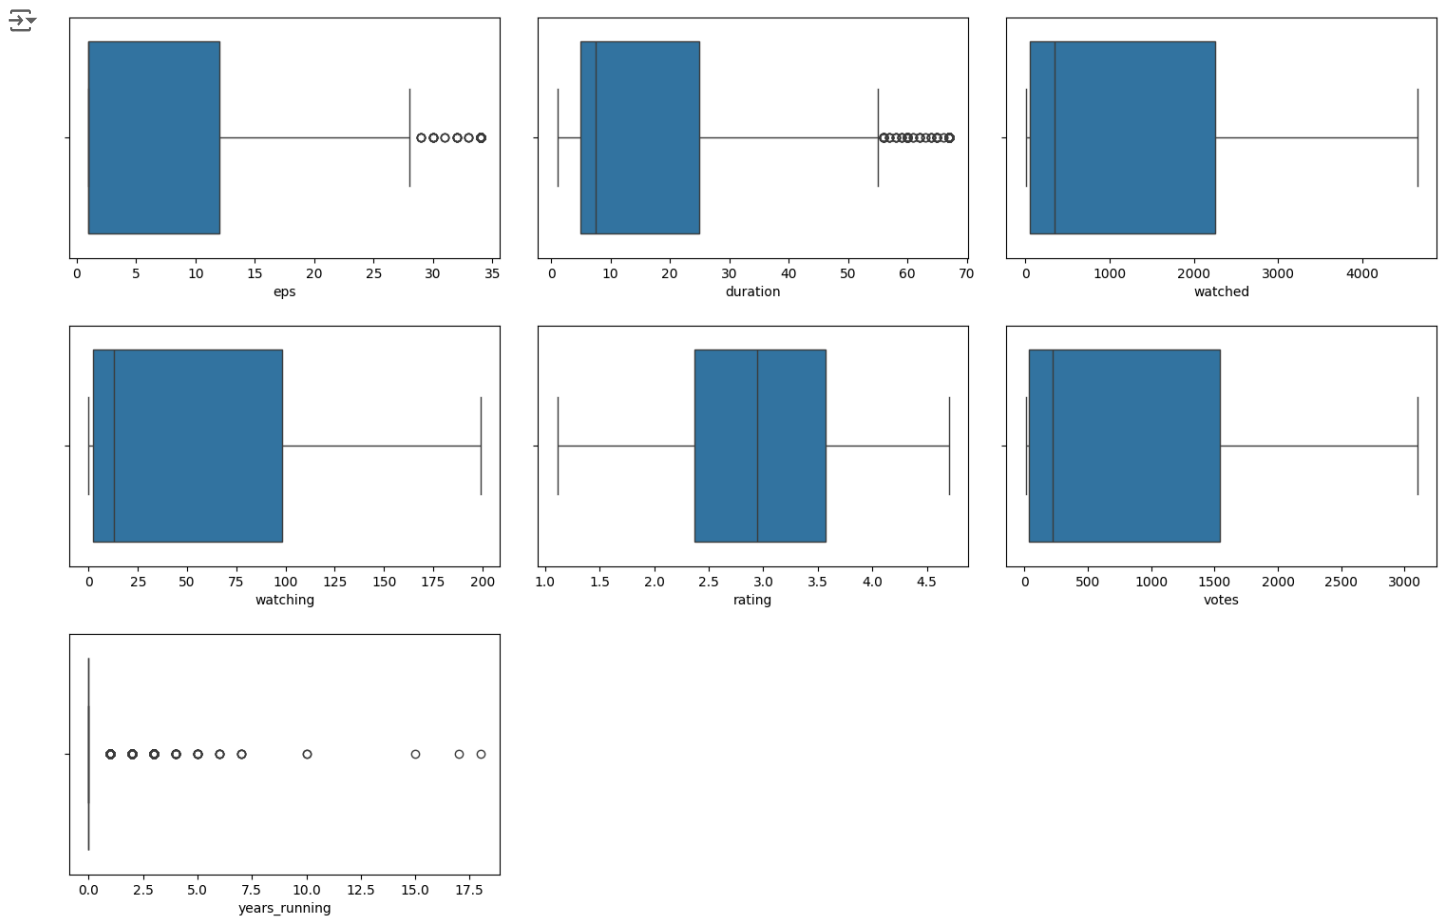 0 5 10 15 20 25 30 35
eps
0 10 20 30 40 50 60 70
duration
0 1000 2000 3000 4000
watched
0 25 50 75 100 125 150 175 200
watching
1.0 1.5 2.0 2.5 3.0 3.5 4.0 4.5
rating
0 500 1000 1500 2000 2500 3000
votes
0.0 2.5 5.0 7.5 10.0 12.5 15.0 17.5
years_running